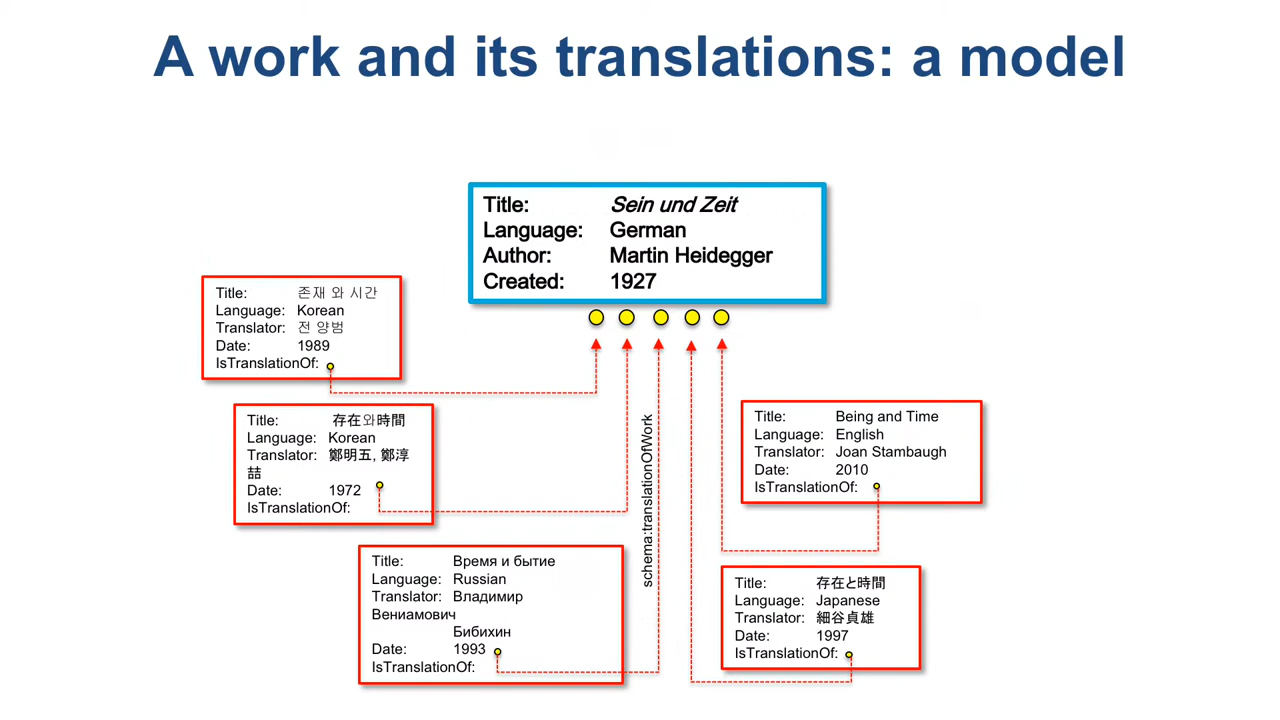 A work and its translations: a model
Title: Sein und Zeit
Language: German
Author: Martin Heidegger
Created: 1927
Title: 존재 와 시간
Language: Korean
Translator: 전 양범
Date: 1989
IsTranslationOf:
Title: 存在와時間
Language: Korean
Translator: 鄭明五, 鄭淳
喆
Date: 1972
IsTranslationOf:
Title: Время и бытие
Language: Russian
Translator: Владимир
Вениамович
Бибихин
Date: 1993
IsTranslationOf:
schema:translationOfWork
Title: Being and Time
Language: English
Translator: Joan Stambaugh
Date: 2010
IsTranslationOf:
Title: 存在と時間
Language: Japanese
Translator: 細谷貞雄
Date: 1997
IsTranslationOf: